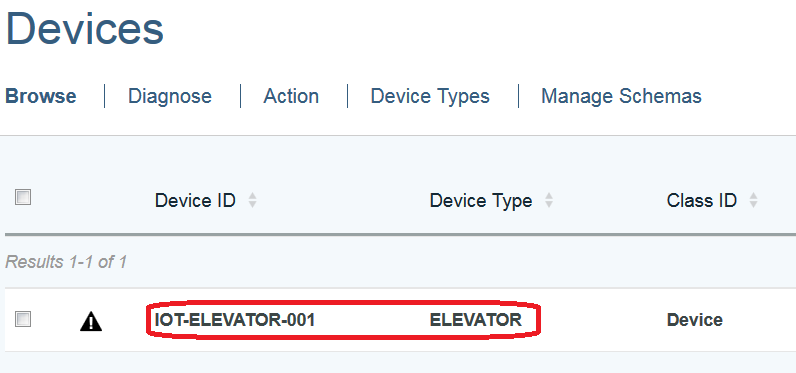 Devices
Browse Diagnose Action Device Types Manage Schemas
Device ID Device Type Class ID
Results 1-1 of 1
IOT-ELEVATOR-001 ELEVATOR Device